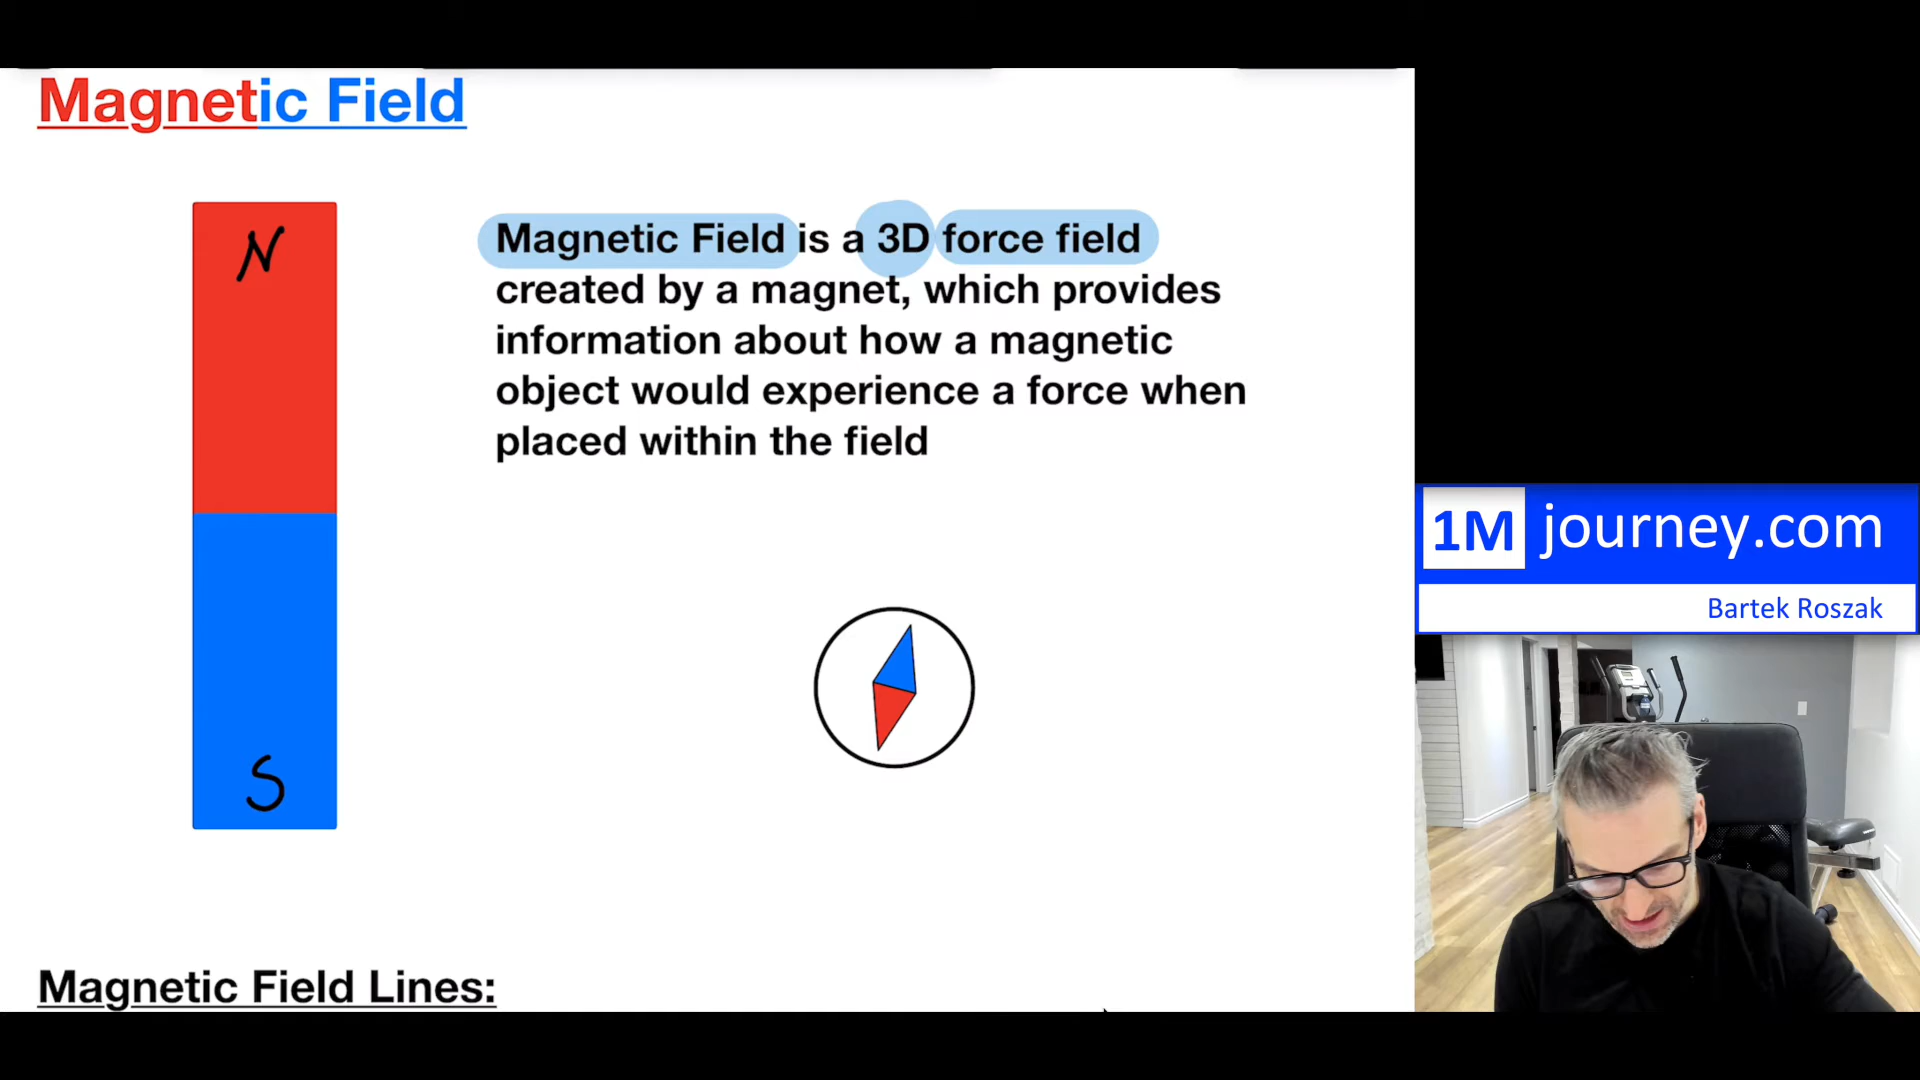 Magnetic Field
N
Magnetic Field is a 3D force field
created by a magnet, which provides
information about how a magnetic
object would experience a force when
placed within the field
S
Magnetic Field Lines:
1M journey.com
Bartek Roszak